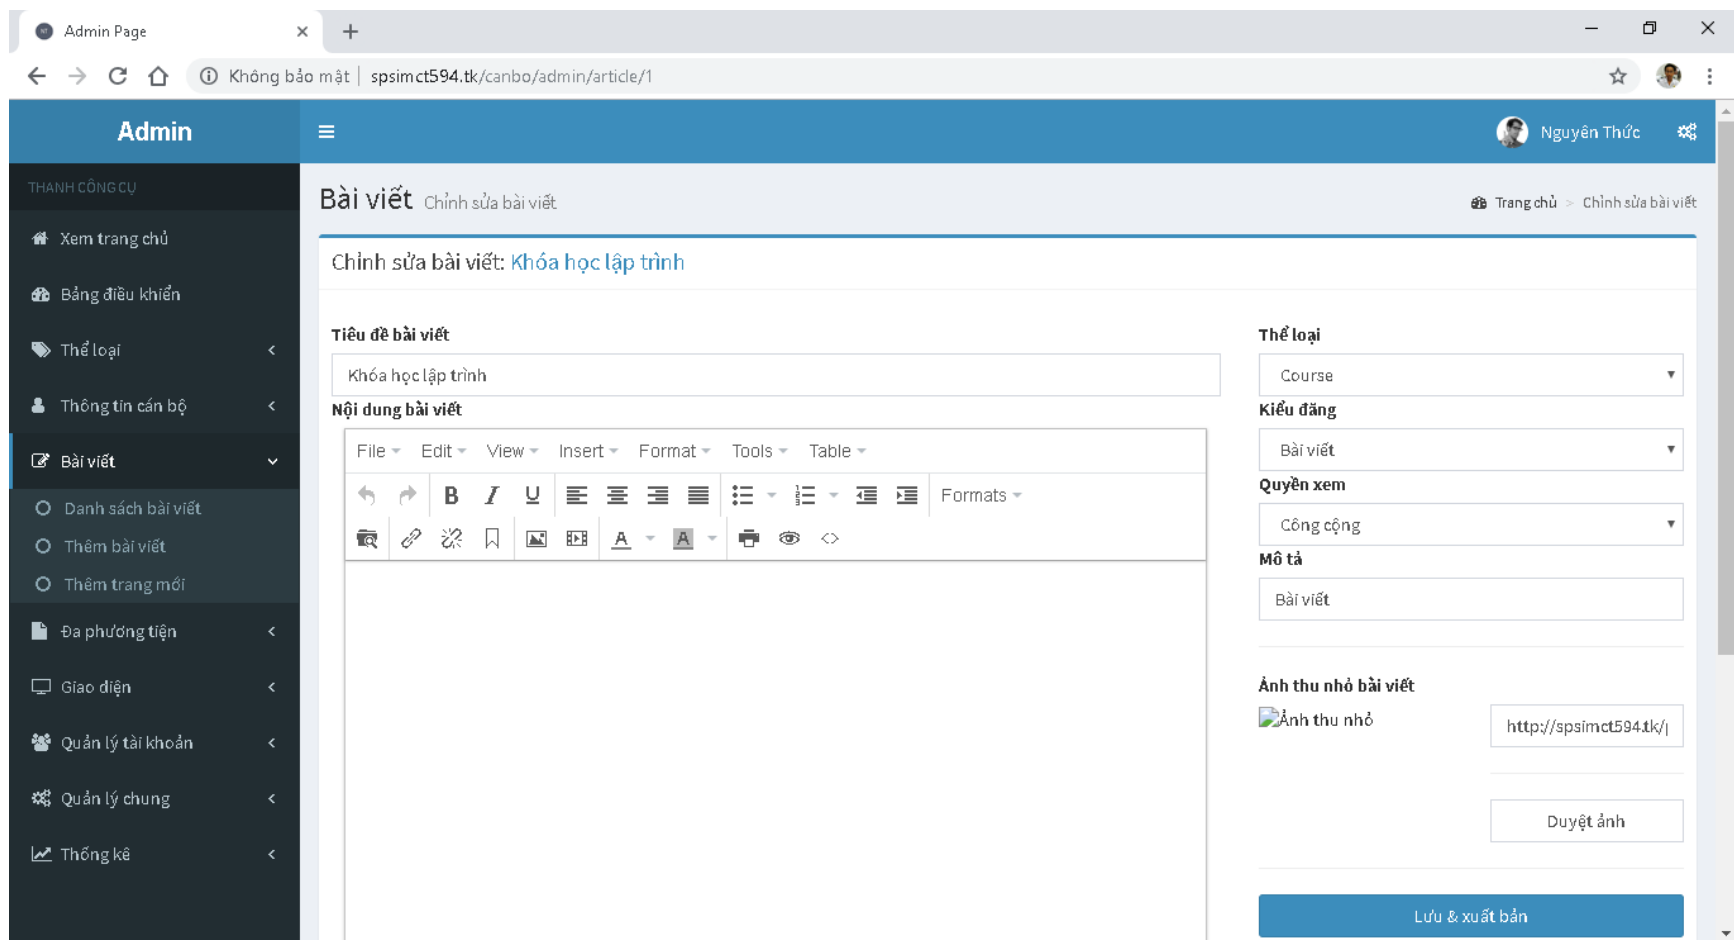 Admin Page
Không bảo mật | spsimct594.tk/canbo/admin/article/1
Admin
Nguyên Thức
THANH CÔNG CỤ
Bài viết Chỉnh sửa bài viết
Trang chủ > Chỉnh sửa bài viết
Xem trang chủ
Chỉnh sửa bài viết: Khóa học lập trình
Bảng điều khiển
Tiêu đề bài viết
Thể loại
Thể loại
Khóa học lập trình
Course
Thông tin cán bộ
Nội dung bài viết
Kiểu đăng
File Edit View Insert Format Tools Table
Bài viết
Bài viết
Quyền xem
Formats
Danh sách bài viết
Công cộng
Thêm bài viết
Mô tả
Thêm trang mới
Bài viết
Đa phương tiện
Giao diện
Ảnh thu nhỏ bài viết
Ảnh thu nhỏ
http://spsimct594.tk/p
Quản lý tài khoản
Quản lý chung
Duyệt ảnh
Thống kê
Lưu & xuất bản